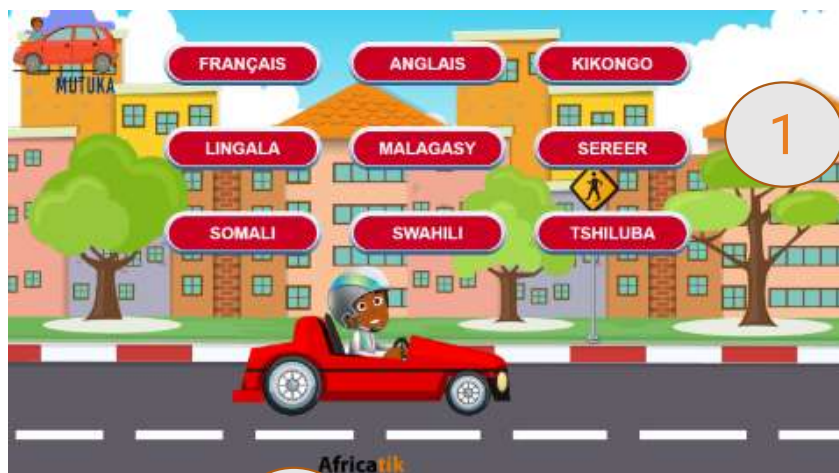 FRANÇAIS ANGLAIS KIKONGO
MUTUKA
1
LINGALA MALAGASY SEREER
SOMALI SWAHILI TSHILUBA
Africatik